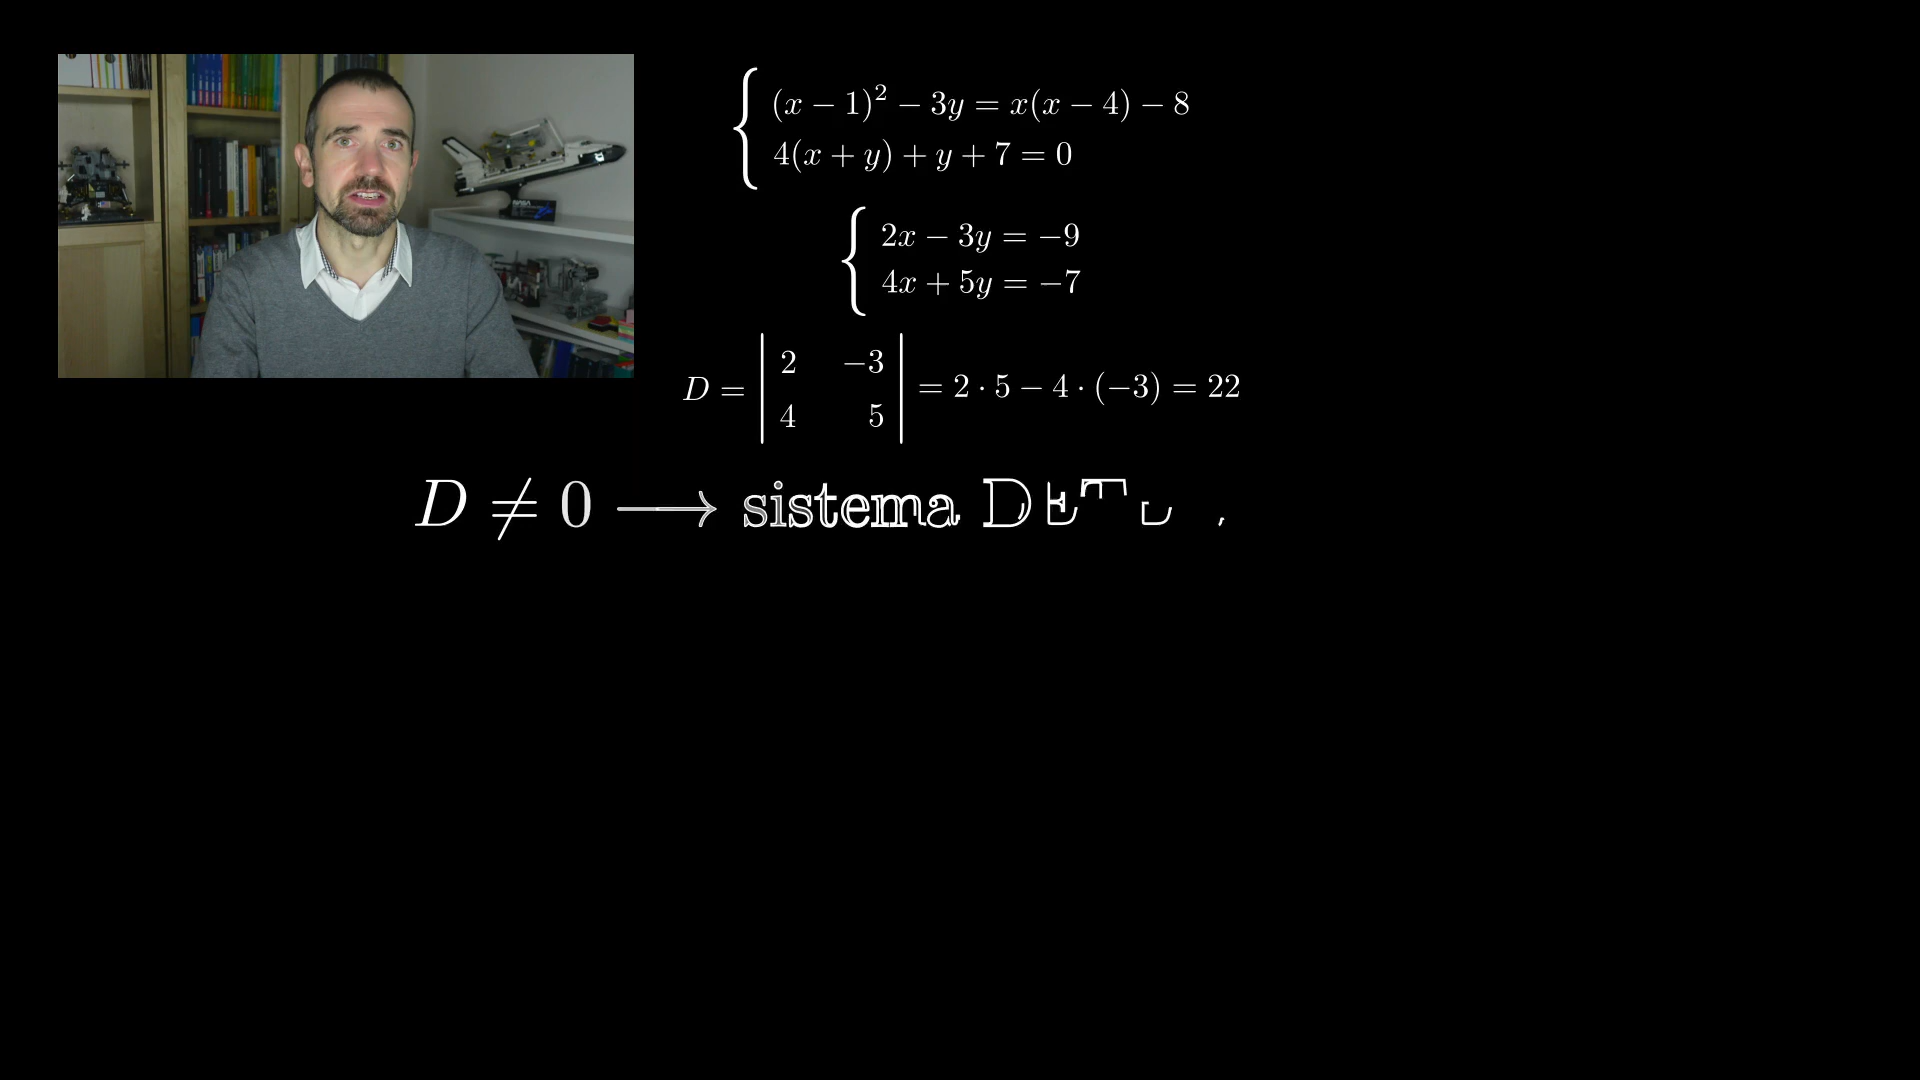 (x − 1)² − 3y = x(x − 4) − 8
4(x + y) + y + 7 = 0
2x − 3y = −9
4x + 5y = −7
D = | 2 −3 | = 2 · 5 − 4 · (−3) = 22
| 4 5 |
D ≠ 0 ⟶ sistema
NASA